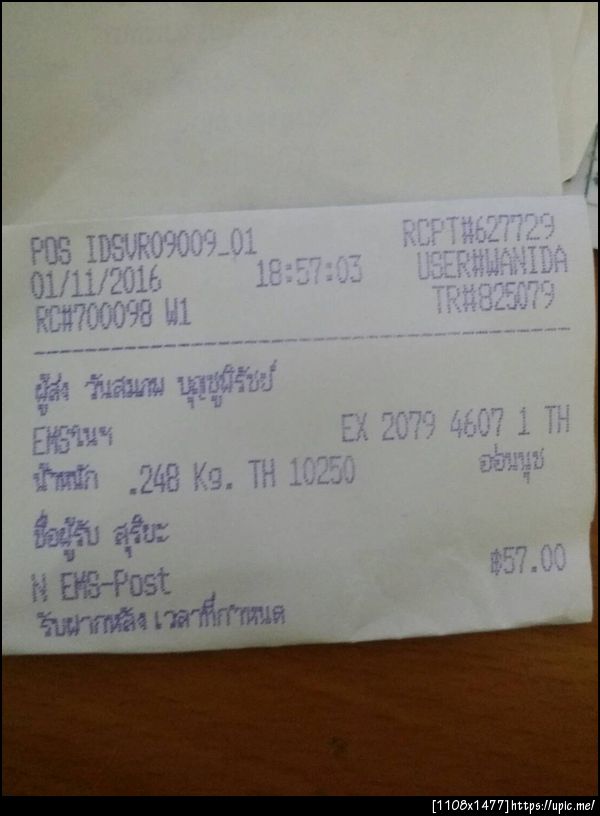 POS IDSVR09009_01 RCPT#627729
01/11/2016 18:57:03 USER#WANIDA
RC#700098 W1 TR#825079
ผู้ส่ง วันสมภพ บุญชูพิรัชย์
EMSในฯ EX 2079 4607 1 TH
น้ำหนัก .248 Kg. TH 10250 อ่อนนุช
ชื่อผู้รับ สุริยะ
N EMS-Post ฿57.00
รับฝากหลังเวลาที่กำหนด
[1108x1477]https://upic.me/